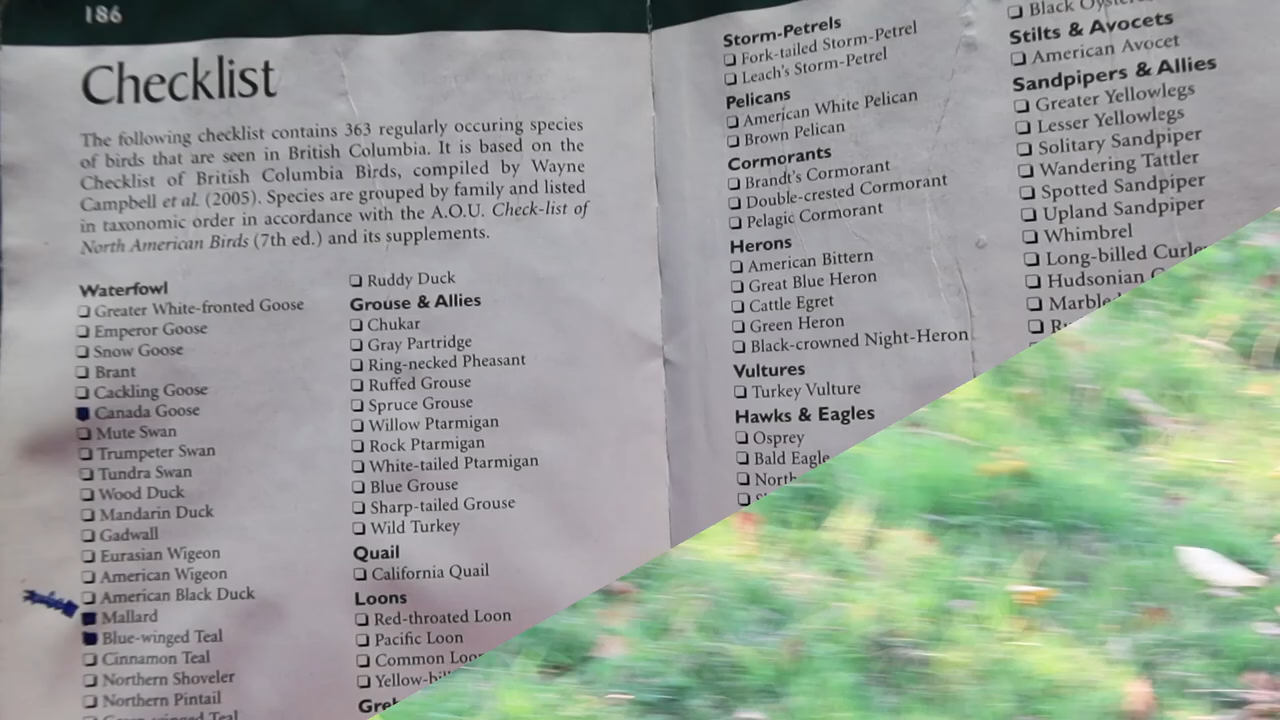 186
Checklist
The following checklist contains 363 regularly occuring species
of birds that are seen in British Columbia. It is based on the
Checklist of British Columbia Birds, compiled by Wayne
Campbell et al. (2005). Species are grouped by family and listed
in taxonomic order in accordance with the A.O.U. Check-list of
North American Birds (7th ed.) and its supplements.
Waterfowl
Greater White-fronted Goose
Emperor Goose
Snow Goose
Brant
Cackling Goose
Canada Goose
Mute Swan
Trumpeter Swan
Tundra Swan
Wood Duck
Mandarin Duck
Gadwall
Eurasian Wigeon
American Wigeon
American Black Duck
Mallard
Blue-winged Teal
Cinnamon Teal
Northern Shoveler
Northern Pintail
Teal
Ruddy Duck
Grouse & Allies
Chukar
Gray Partridge
Ring-necked Pheasant
Ruffed Grouse
Spruce Grouse
Willow Ptarmigan
Rock Ptarmigan
White-tailed Ptarmigan
Blue Grouse
Sharp-tailed Grouse
Wild Turkey
Quail
California Quail
Loons
Red-throated Loon
Pacific Loon
Common
Storm-Petrels
Fork-tailed Storm-Petrel
Leach's Storm-Petrel
Pelicans
American White Pelican
Brown Pelican
Cormorants
Brandt's Cormorant
Double-crested Cormorant
Pelagic Cormorant
Herons
American Bittern
Great Blue Heron
Cattle Egret
Green Heron
Black-crowned Night-Heron
Vultures
Turkey Vulture
Hawks & Eagles
Osprey
Bald Eagle
North
Black
Stilts & Avocets
American Avocet
Sandpipers & Allies
Greater Yellowlegs
Lesser Yellowlegs
Solitary Sandpiper
Wandering Tattler
Spotted Sandpiper
Upland Sandpiper
Whimbrel
Long-billed
Hudsonian